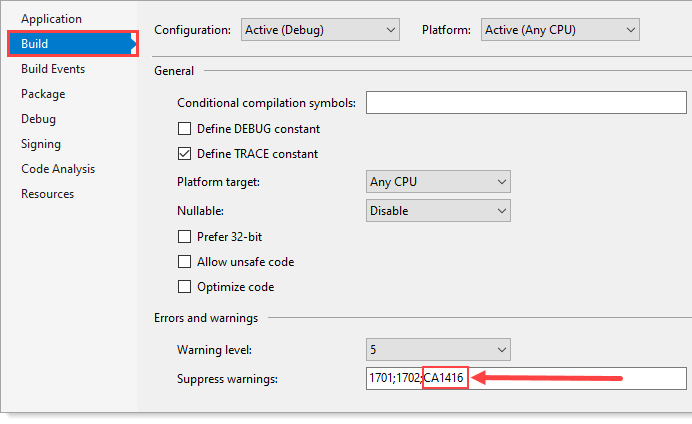 Application
Build
Build Events
Package
Debug
Signing
Code Analysis
Resources
Configuration: Active (Debug) Platform: Active (Any CPU)
General
Conditional compilation symbols:
Define DEBUG constant
Define TRACE constant
Platform target: Any CPU
Nullable: Disable
Prefer 32-bit
Allow unsafe code
Optimize code
Errors and warnings
Warning level: 5
Suppress warnings: 1701;1702;CA1416